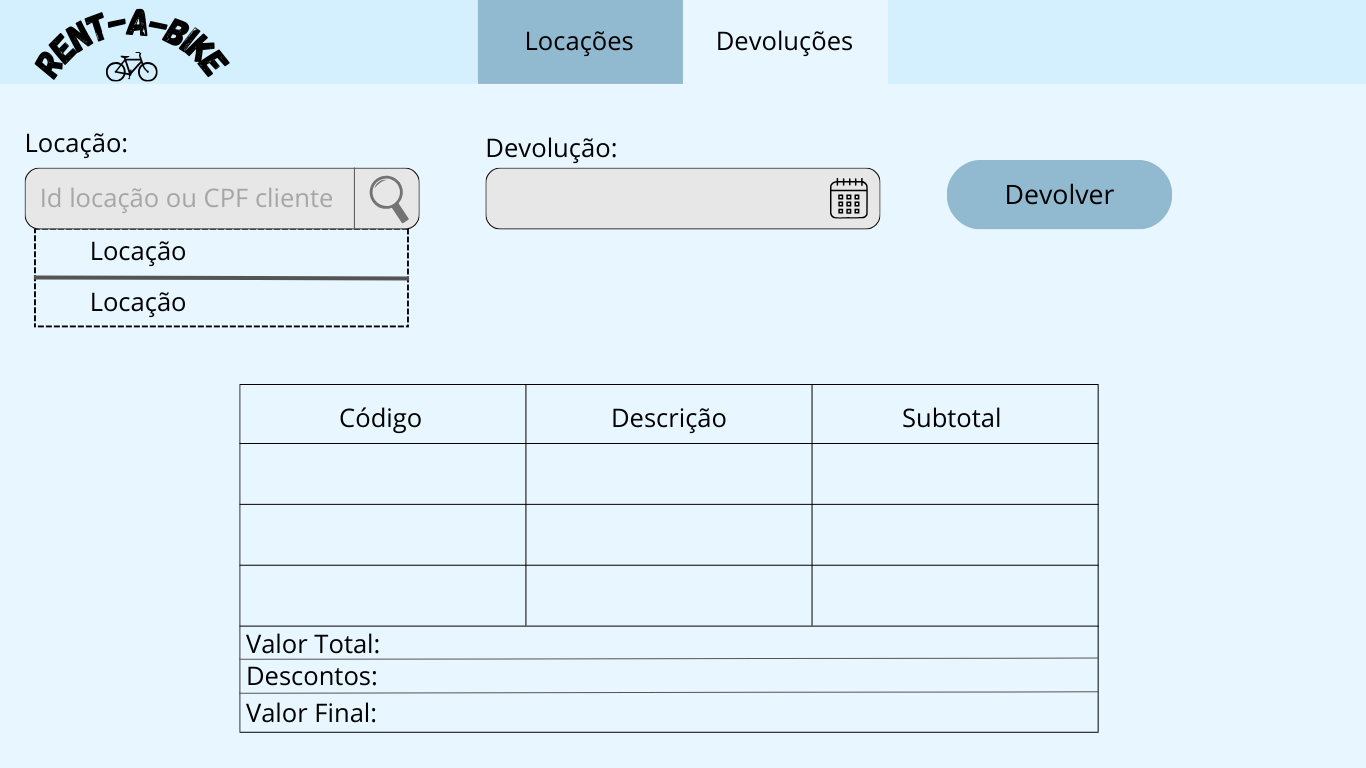 RENT-A-BIKE
Locações
Devoluções
Locação:
Id locação ou CPF cliente
Locação
Locação
Devolução:
Devolver
Código
Descrição
Subtotal
Valor Total:
Descontos:
Valor Final: